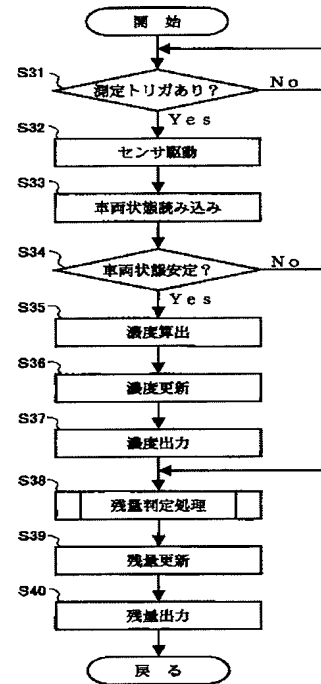 開 始
S31
測定トリガあり?
No
Yes
S32
センサ駆動
S33
車両状態読み込み
S34
車両状態安定?
No
Yes
S35
濃度算出
S36
濃度更新
S37
濃度出力
S38
残量判定処理
S39
残量更新
S40
残量出力
戻 る